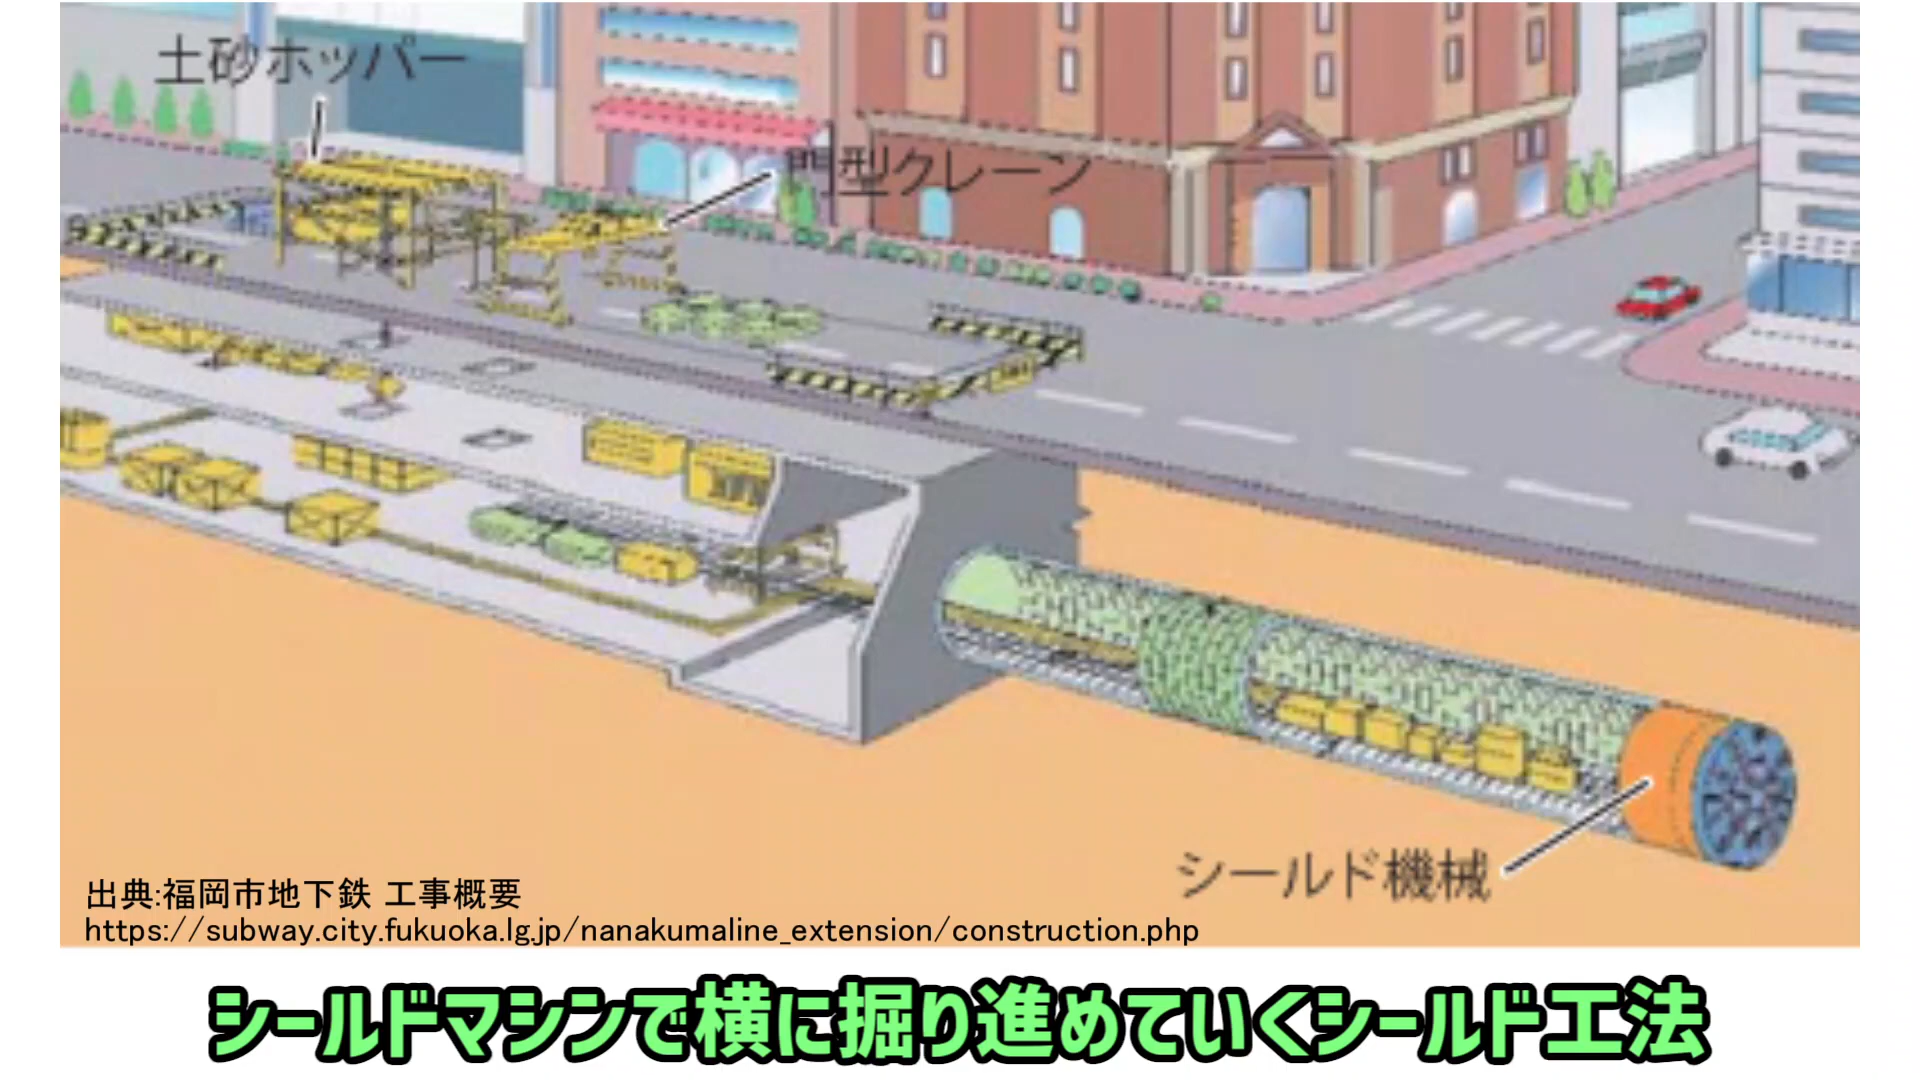 土砂ホッパー
門型クレーン
シールド機械
出典:福岡市地下鉄 工事概要
https://subway.city.fukuoka.lg.jp/nanakumaline_extension/construction.php
シールドマシンで横に掘り進めていくシールド工法